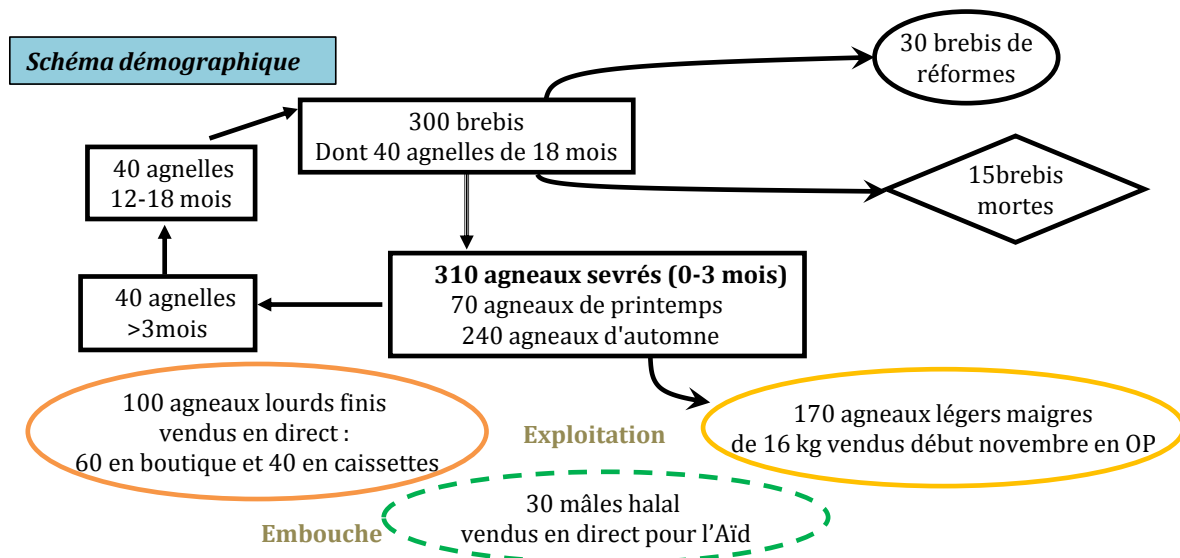 Schéma démographique
30 brebis de
réformes
300 brebis
Dont 40 agnelles de 18 mois
40 agnelles
12-18 mois
15brebis
mortes
310 agneaux sevrés (0-3 mois)
70 agneaux de printemps
240 agneaux d'automne
40 agnelles
>3mois
100 agneaux lourds finis
vendus en direct :
60 en boutique et 40 en caissettes
Exploitation
170 agneaux légers maigres
de 16 kg vendus début novembre en OP
30 mâles halal
vendus en direct pour l'Aïd
Embouche